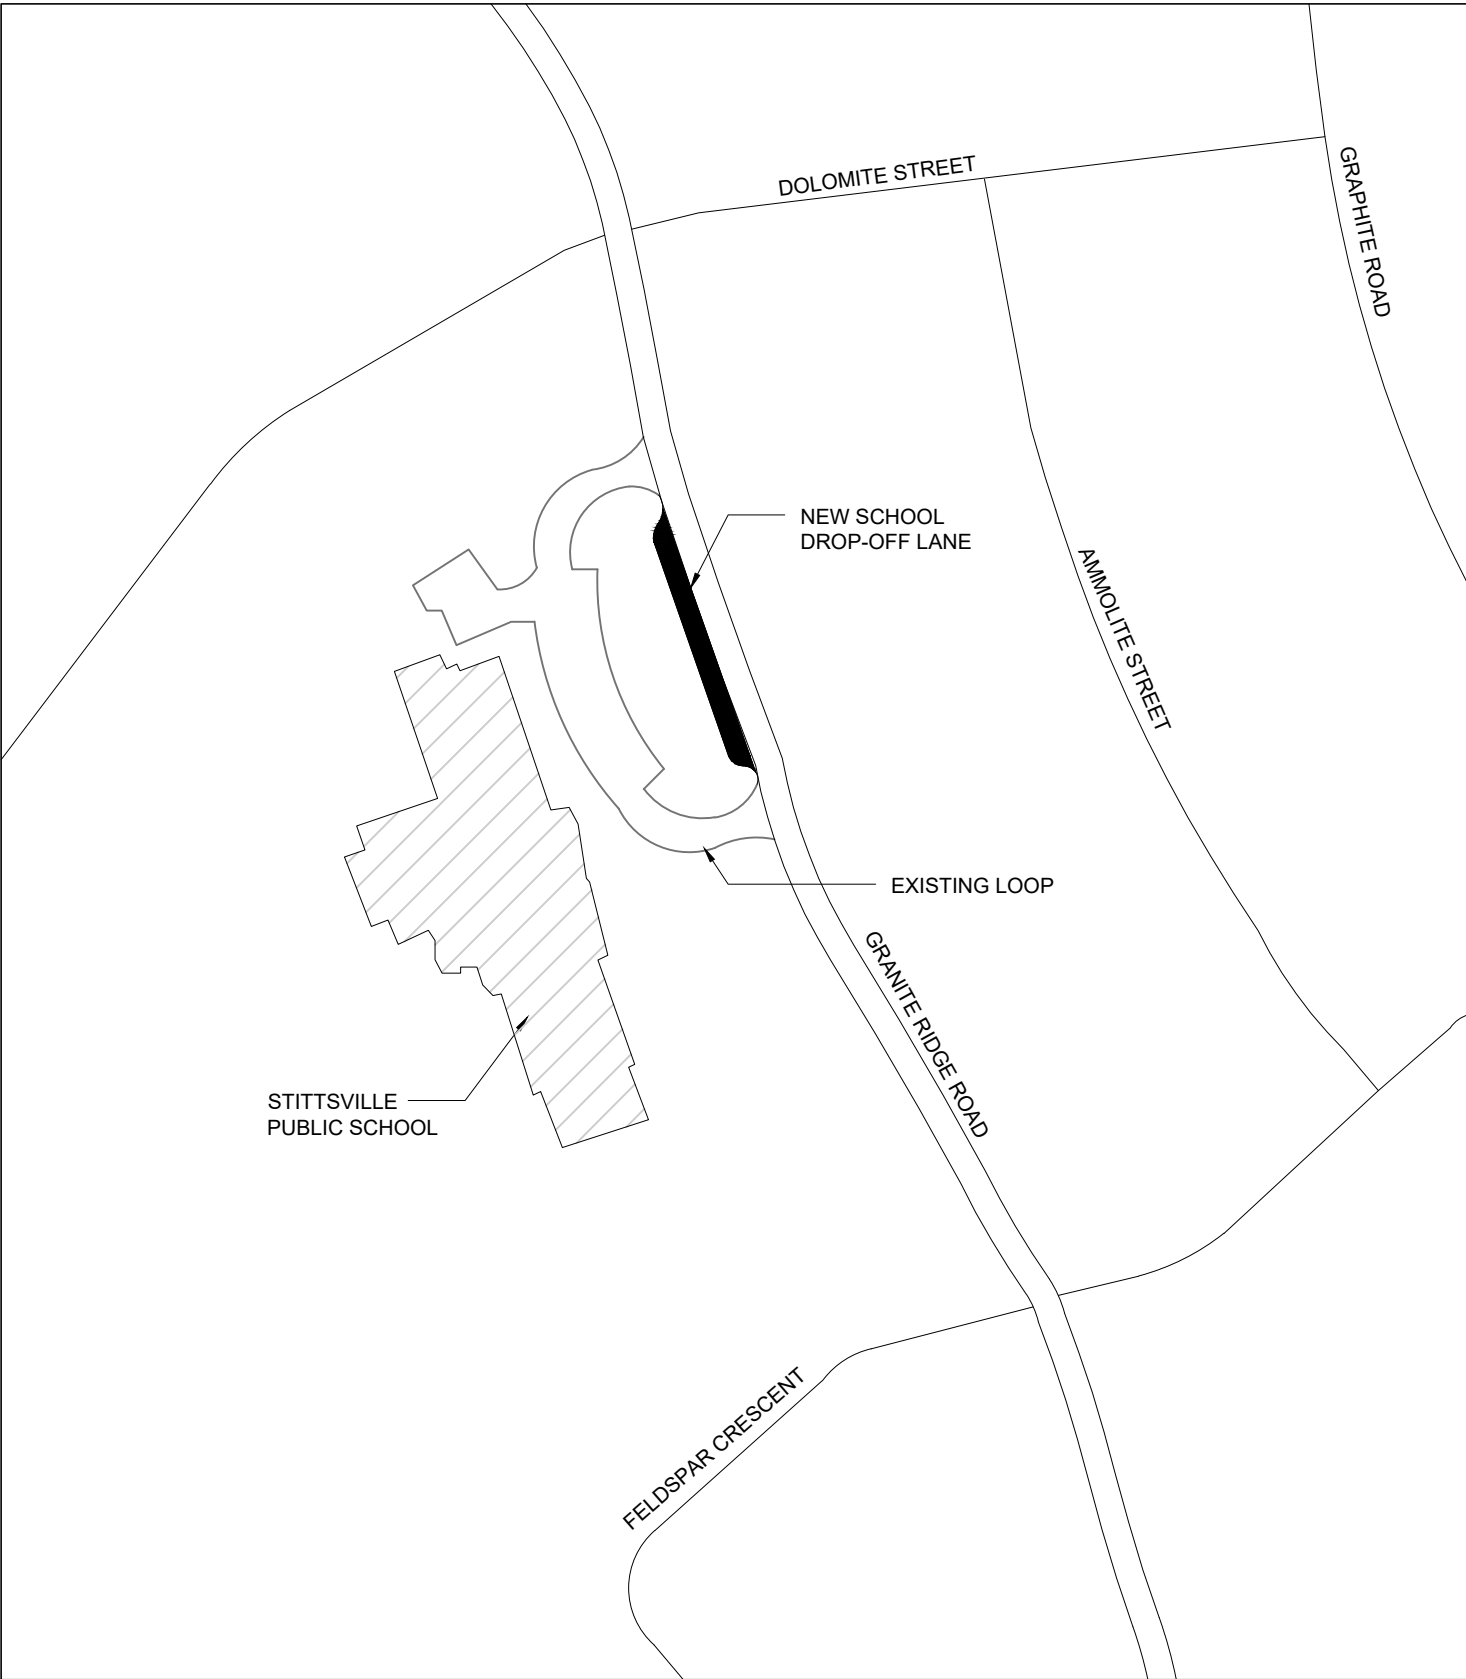 DOLOMITE STREET
GRAPHITE ROAD
NEW SCHOOL
DROP-OFF LANE
AMMOLITE STREET
EXISTING LOOP
GRANITE RIDGE ROAD
STITTSVILLE
PUBLIC SCHOOL
FELDSPAR CRESCENT